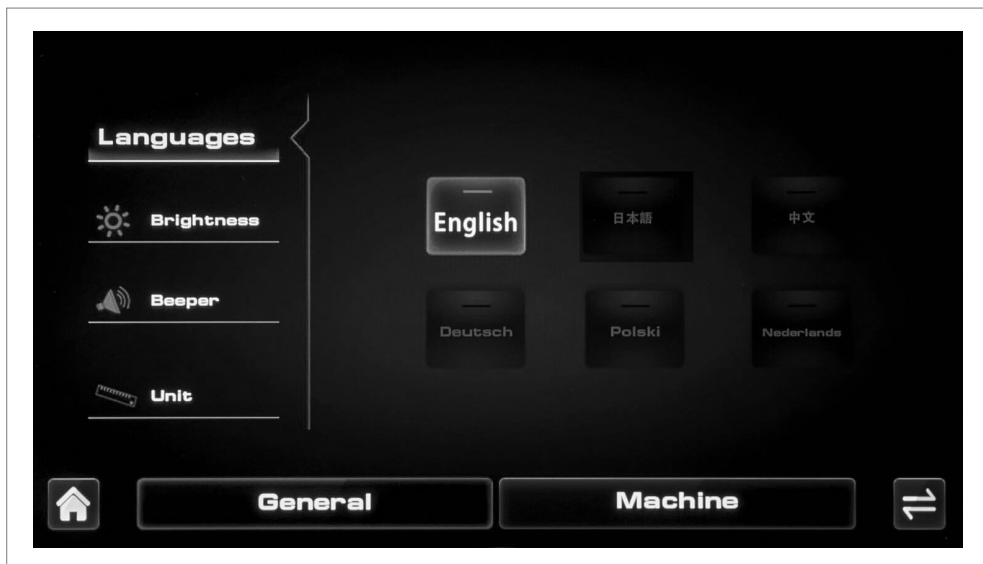 Languages
Brightness
Beeper
Unit
English
日本語
中文
Deutsch
Polski
Nederlands
General
Machine